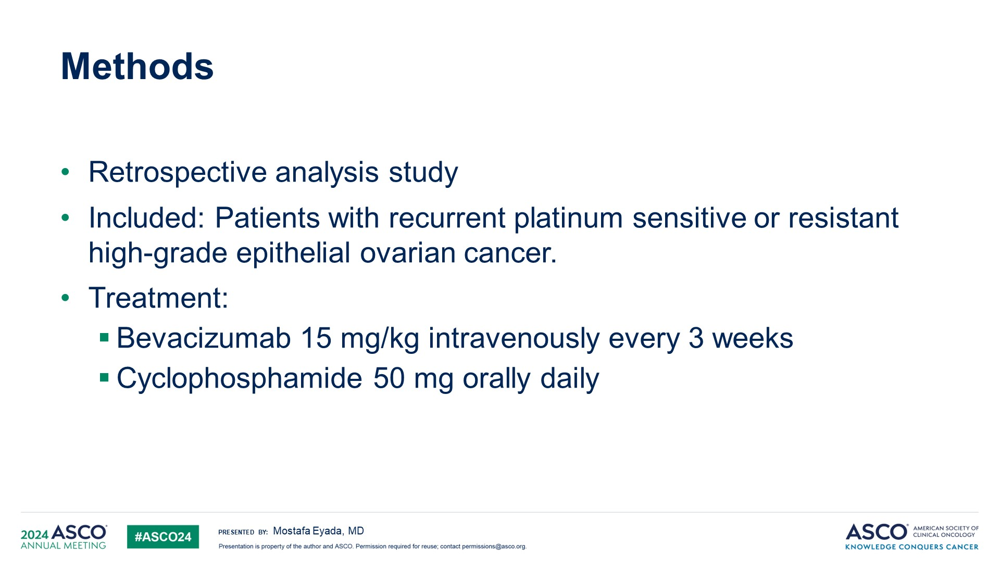 Methods
• Retrospective analysis study
• Included: Patients with recurrent platinum sensitive or resistant
high-grade epithelial ovarian cancer.
• Treatment:
▪ Bevacizumab 15 mg/kg intravenously every 3 weeks
▪ Cyclophosphamide 50 mg orally daily
2024 ASCO®
ANNUAL MEETING
#ASCO24
PRESENTED BY: Mostafa Eyada, MD
Presentation is property of the author and ASCO. Permission required for reuse; contact permissions@asco.org.
ASCO® AMERICAN SOCIETY OF
CLINICAL ONCOLOGY
KNOWLEDGE CONQUERS CANCER